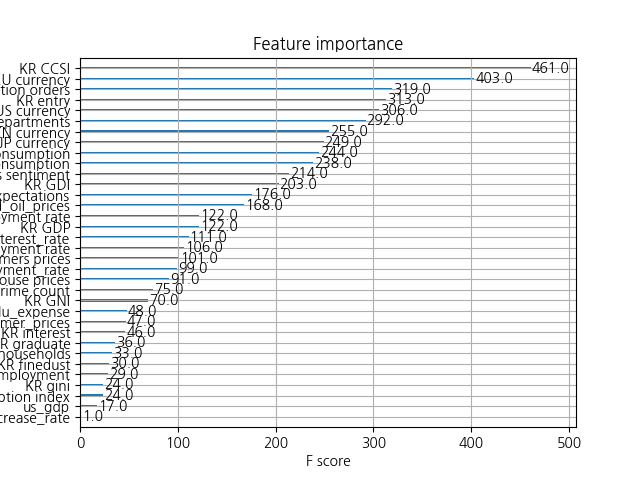 Feature importance
KR CCSI 461.0
U currency 403.0
tion orders 319.0
KR entry 313.0
US currency 306.0
epartments 292.0
CN currency 255.0
JP currency 249.0
onsumption 244.0
onsumption 238.0
s sentiment 214.0
KR GDI 203.0
xpectations 176.0
l_oil_prices 168.0
yment rate 122.0
KR GDP 122.0
terest_rate 111.0
yment rate 106.0
mers prices 101.0
yment_rate 99.0
ouse prices 91.0
rime count 75.0
KR GNI 70.0
du_expense 48.0
mer_prices 47.0
KR interest 46.0
R graduate 36.0
households 33.0
KR finedust 30.0
mployment 29.0
KR gini 24.0
ption index 24.0
us_gdp 17.0
crease_rate 1.0
0 100 200 300 400 500
F score